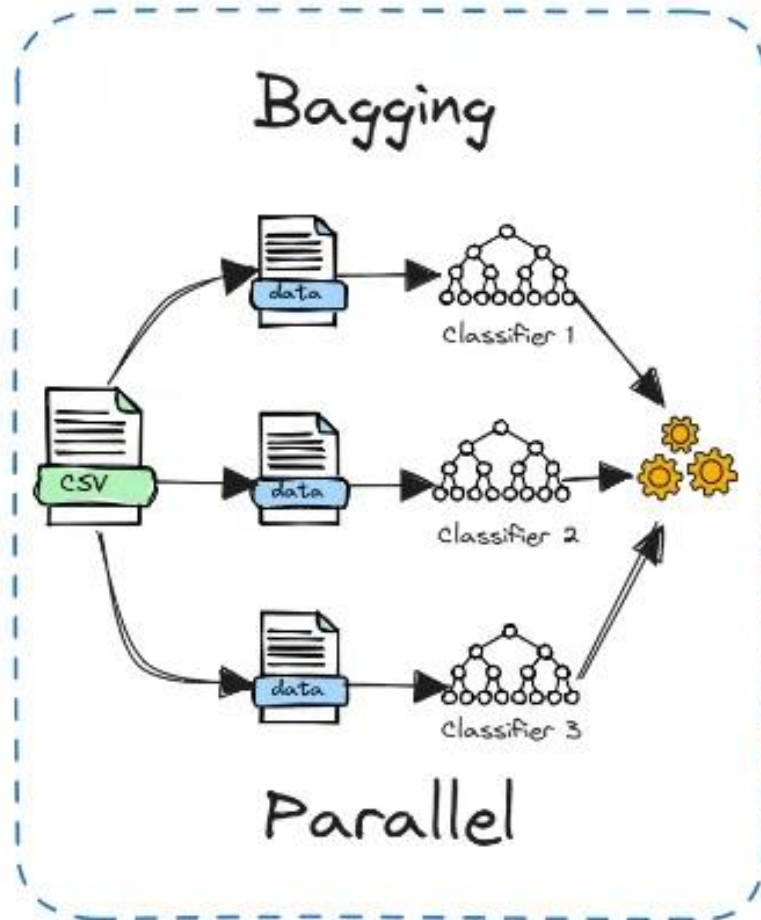 Bagging
data
Classifier 1
CSV
data
Classifier 2
data
Classifier 3
Parallel